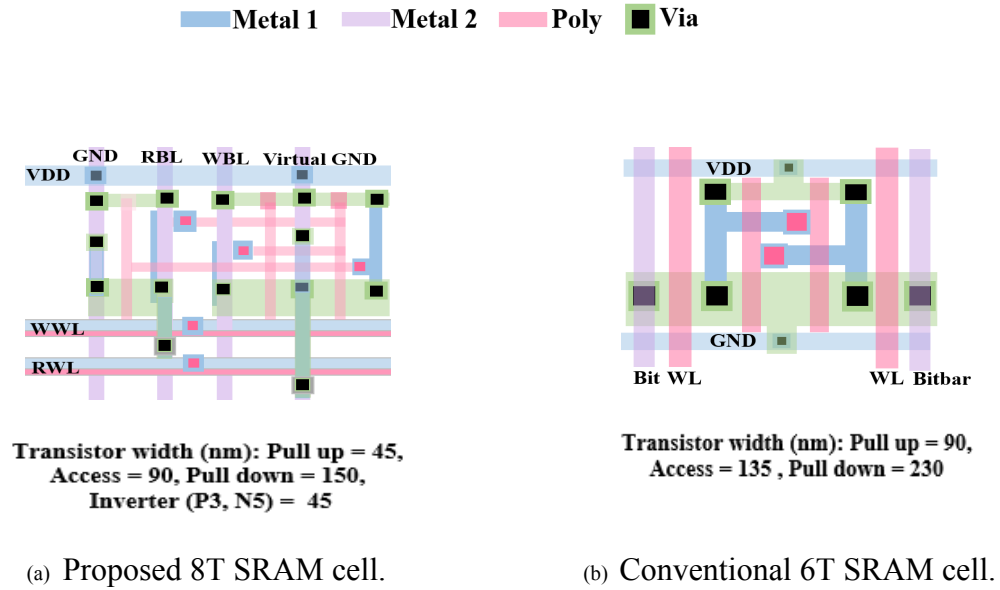 Metal 1 Metal 2 Poly Via
GND RBL WBL Virtual GND
VDD
WWL
RWL
VDD
GND
Bit WL WL Bitbar
Transistor width (nm): Pull up = 45,
Access = 90, Pull down = 150,
Inverter (P3, N5) = 45
Transistor width (nm): Pull up = 90,
Access = 135 , Pull down = 230
(a) Proposed 8T SRAM cell.
(b) Conventional 6T SRAM cell.